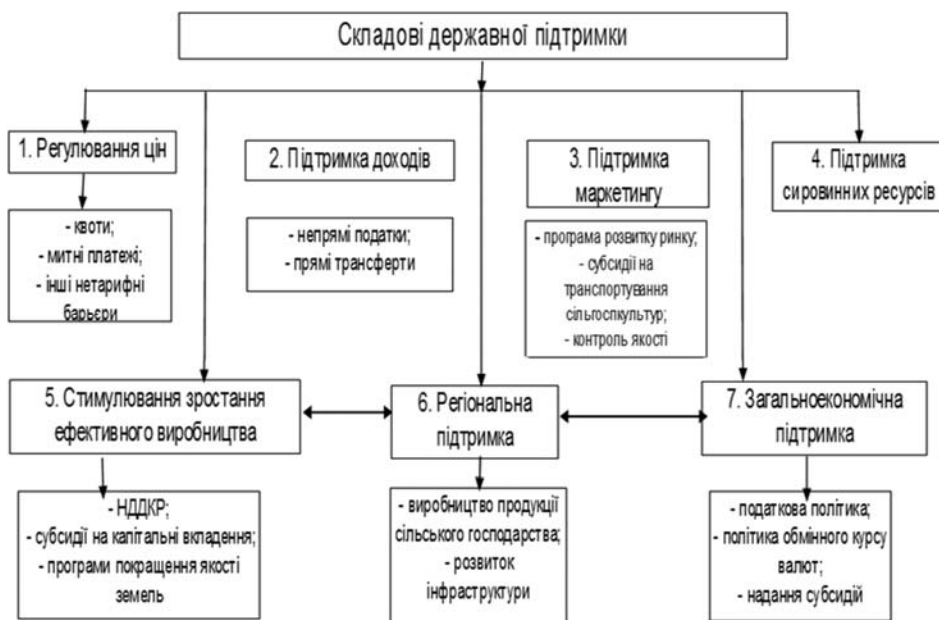 Складові державної підтримки
1. Регулювання цін
2. Підтримка доходів
3. Підтримка
маркетингу
4. Підтримка
сировинних ресурсів
- квоти;
- митні платежі;
- інші нетарифні
барьєри
- непрямі податки;
- прямі трансферти
- програма розвитку ринку;
- субсидії на
транспортування
сільгоспкультур;
- контроль якості
5. Стимулювання зростання
ефективного виробництва
6. Регіональна
підтримка
7. Загальноекономічна
підтримка
- НДДКР;
- субсидії на капітальні вкладення;
- програми покращення якості
земель
- виробництво продукції
сільського господарства;
- розвиток
інфраструктури
- податкова політика;
- політика обмінного курсу
валют;
- надання субсидій